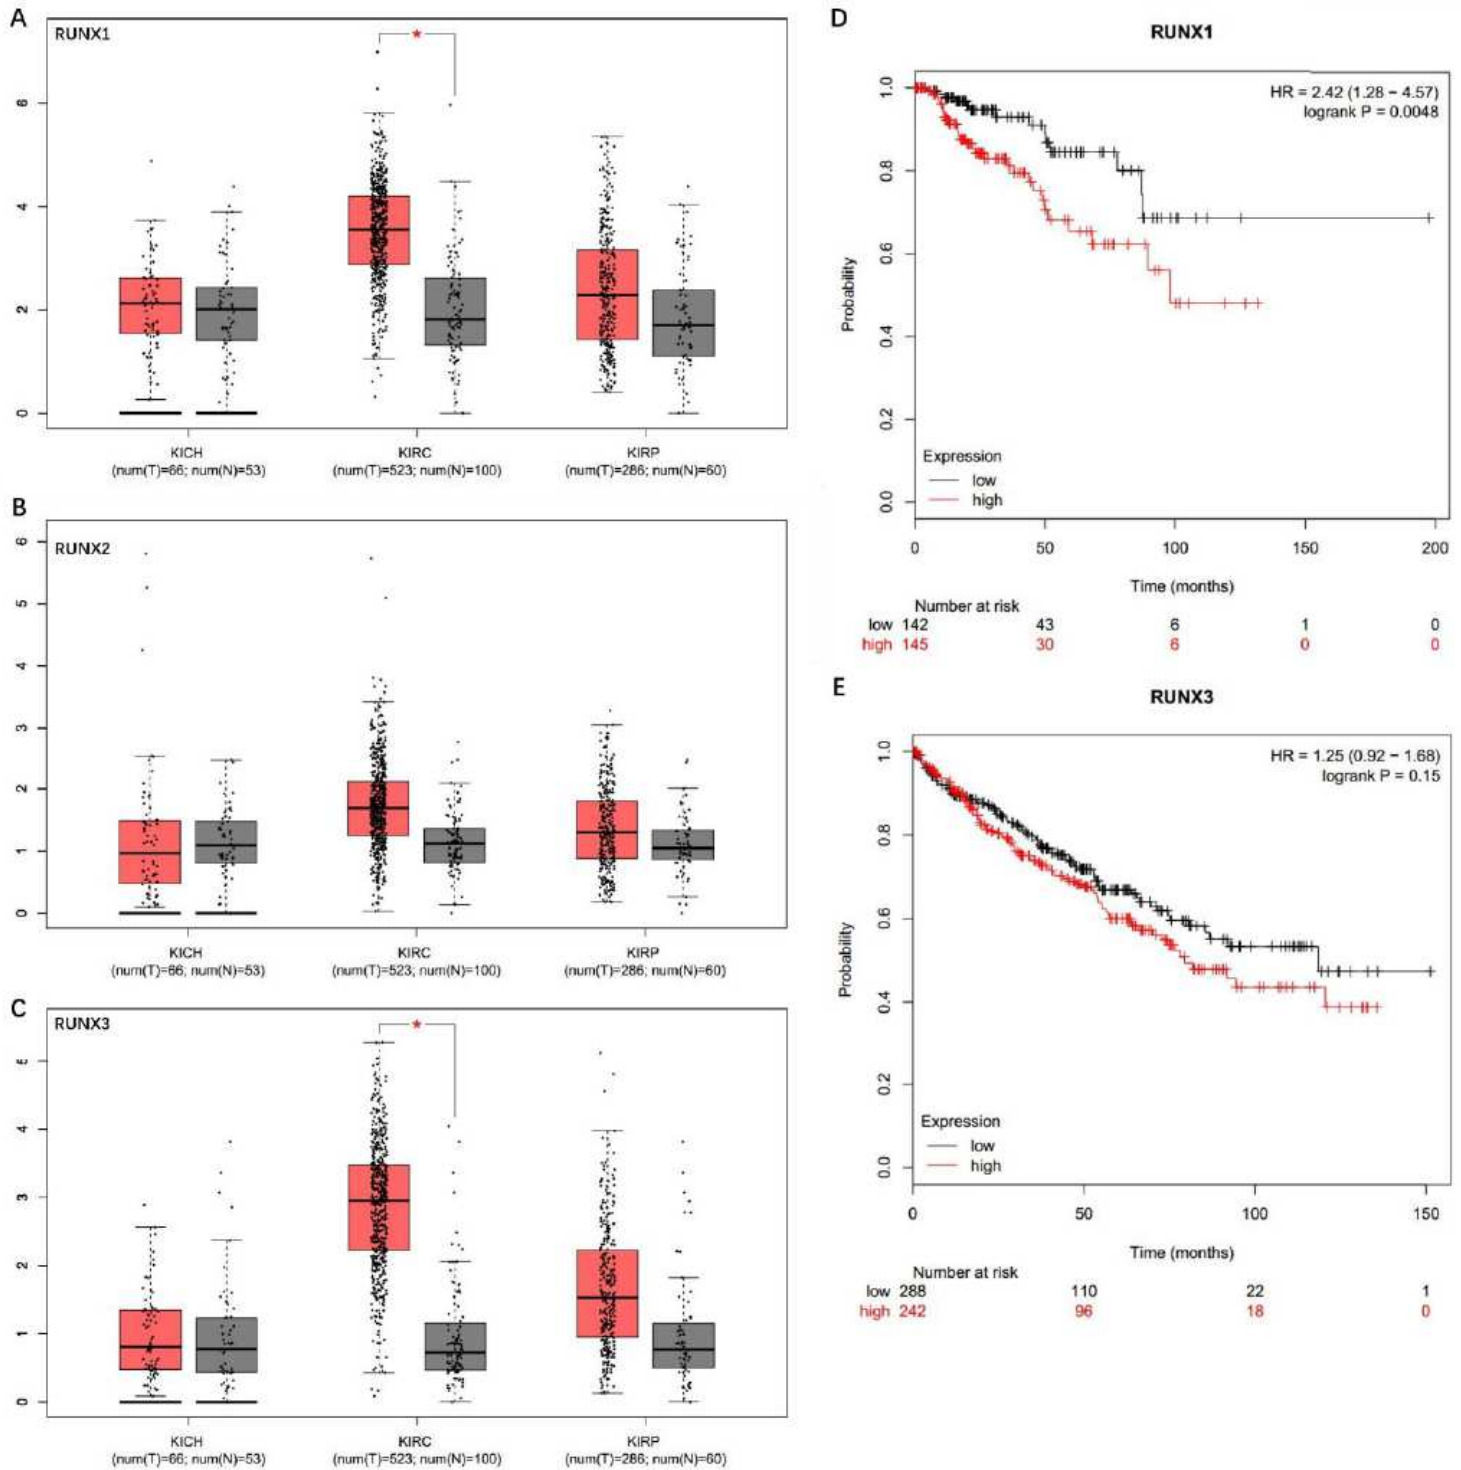 A
RUNX1
6
4
2
0
KICH
(num(T)=66; num(N)=53)
KIRC
(num(T)=523; num(N)=100)
KIRP
(num(T)=286; num(N)=60)
B
RUNX2
6
5
4
3
2
1
0
KICH
(num(T)=66; num(N)=53)
KIRC
(num(T)=523; num(N)=100)
KIRP
(num(T)=286; num(N)=60)
C
RUNX3
4
3
2
1
0
KICH
(num(T)=66; num(N)=53)
KIRC
(num(T)=523; num(N)=100)
KIRP
(num(T)=286; num(N)=60)
D
RUNX1
HR = 2.42 (1.28 − 4.57)
logrank P = 0.0048
Probability
1.0
0.8
0.6
0.4
0.2
0.0
Expression
low
high
0 50 100 150 200
Time (months)
Number at risk
low 142 43 6 1 0
high 145 30 6 0 0
E
RUNX3
HR = 1.25 (0.92 − 1.68)
logrank P = 0.15
Probability
1.0
0.8
0.6
0.4
0.2
0.0
Expression
low
high
0 50 100 150
Time (months)
Number at risk
low 288 110 22 1
high 242 96 18 0